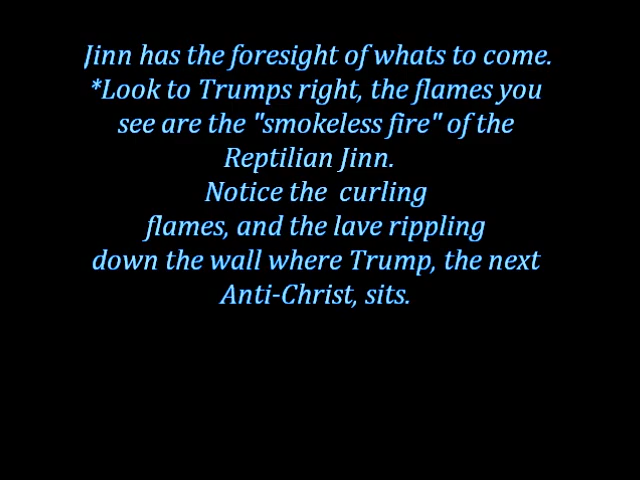 Jinn has the foresight of whats to come.
*Look to Trumps right, the flames you
see are the "smokeless fire" of the
Reptilian Jinn.
Notice the  curling
flames, and the lave rippling
down the wall where Trump, the next
Anti-Christ, sits.